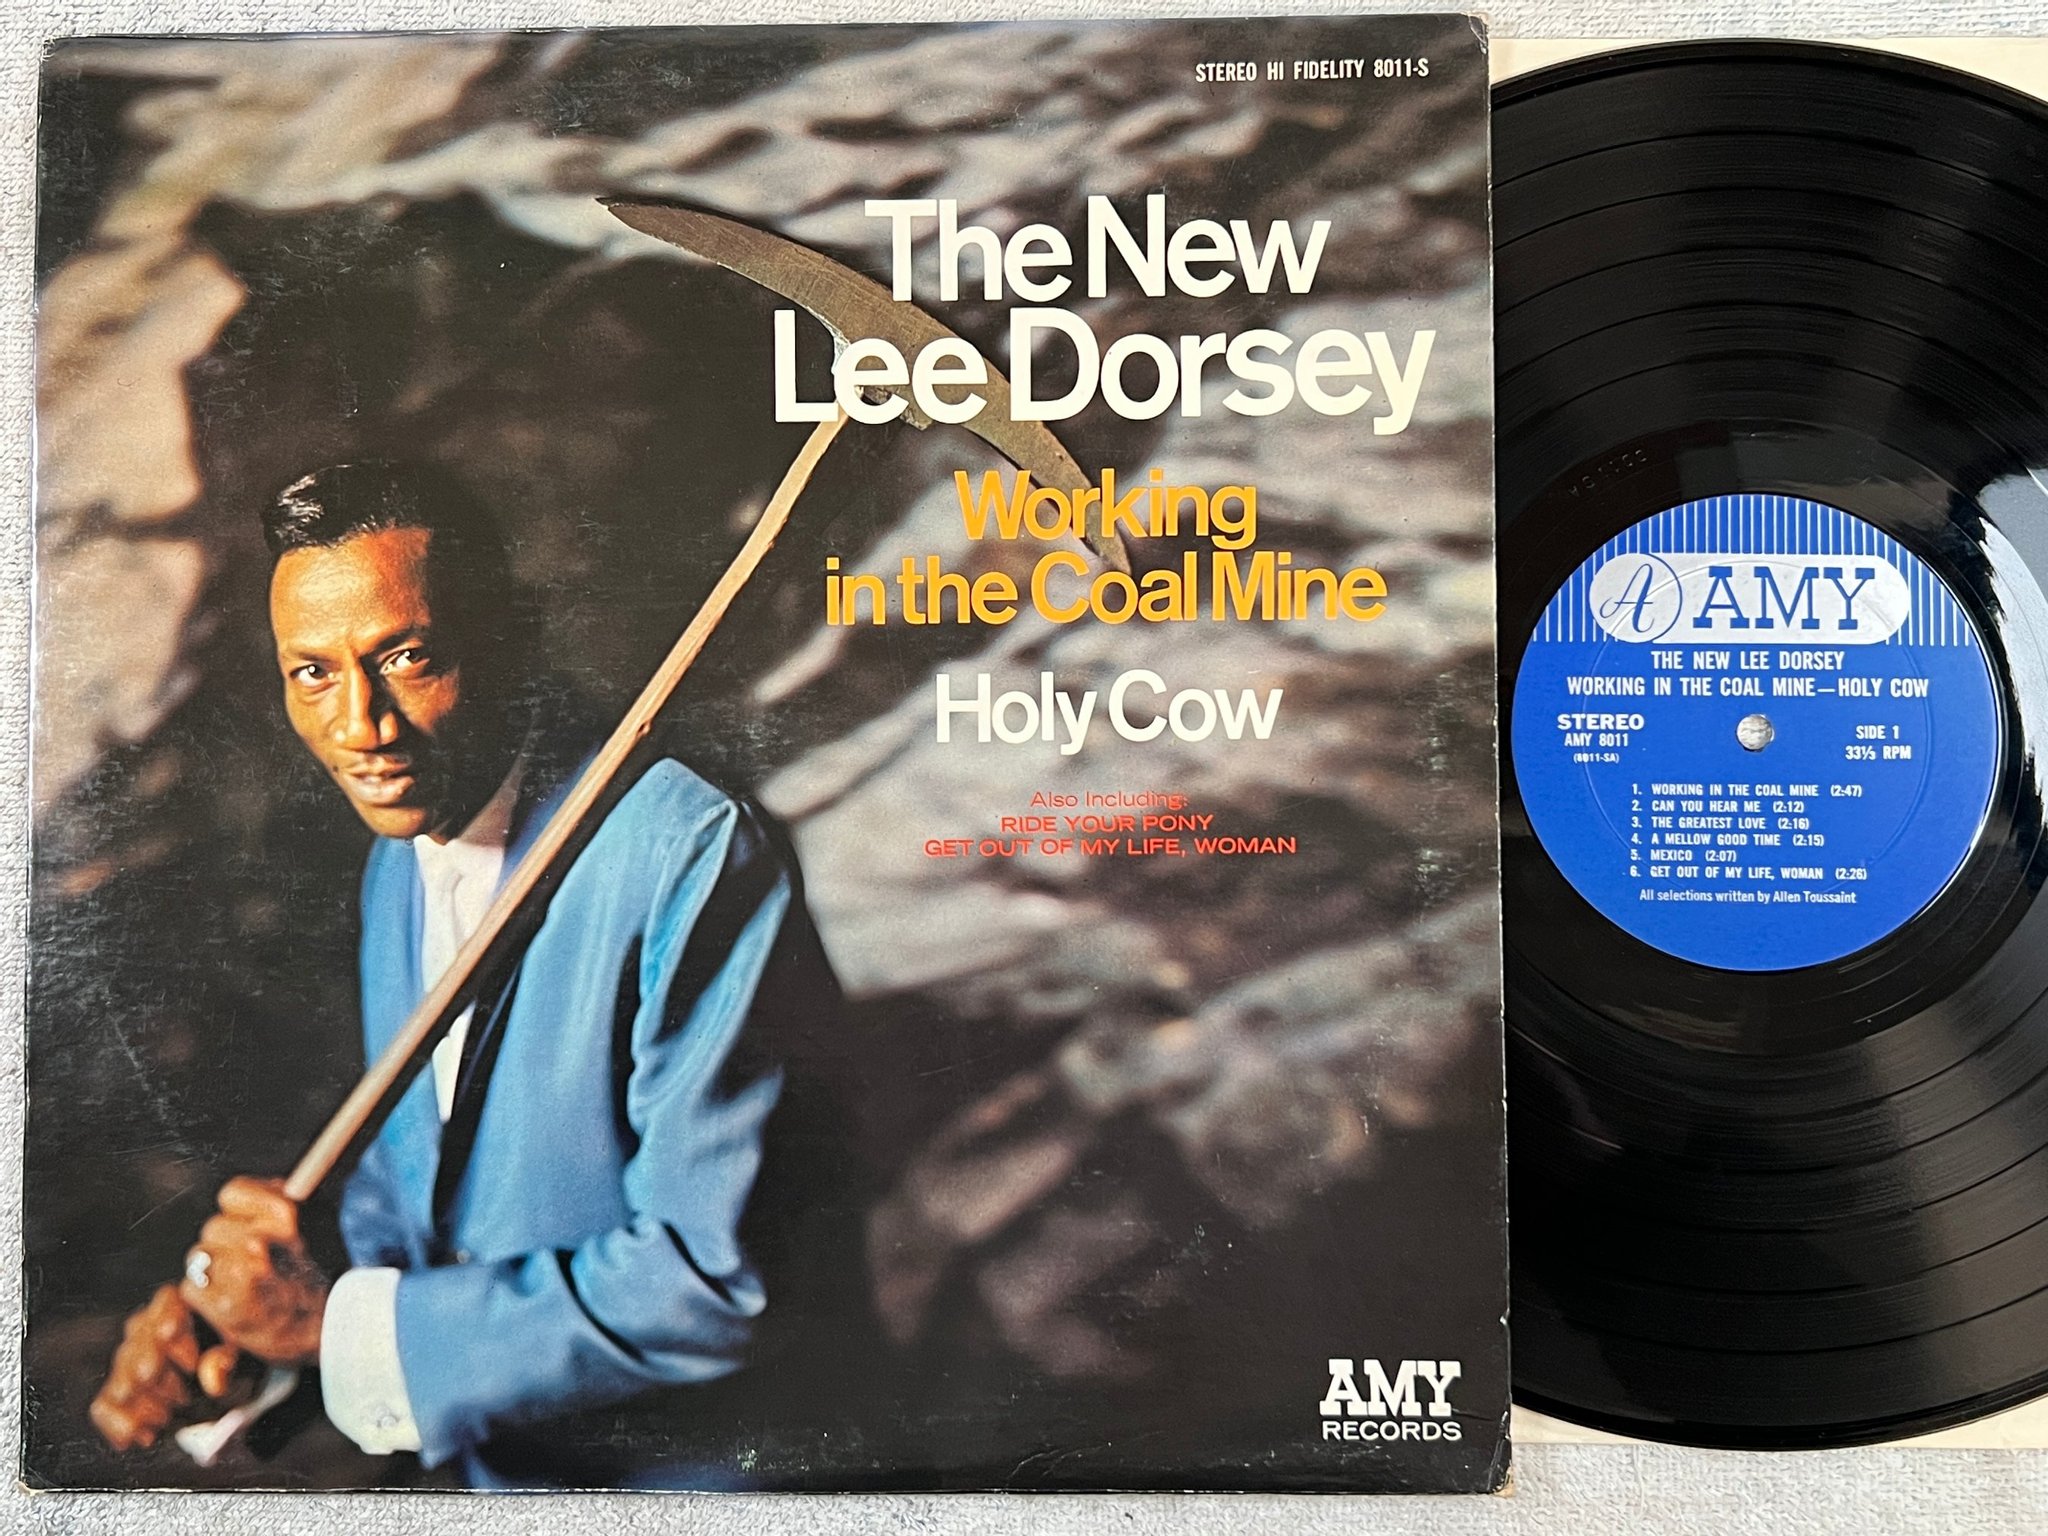 STEREO HI FIDELITY 8011-S
The New
Lee Dorsey
Working
in the Coal Mine
Holy Cow
Also Including:
RIDE YOUR PONY
GET OUT OF MY LIFE, WOMAN
AMY
RECORDS
A AMY
THE NEW LEE DORSEY
WORKING IN THE COAL MINE—HOLY COW
STEREO
AMY 8011
(8011-SA)
SIDE 1
33⅓ RPM
1. WORKING IN THE COAL MINE (2:47)
2. CAN YOU HEAR ME (2:12)
3. THE GREATEST LOVE (2:16)
4. A MELLOW GOOD TIME (2:15)
5. MEXICO (2:07)
6. GET OUT OF MY LIFE, WOMAN (2:26)
All selections written by Allen Toussaint